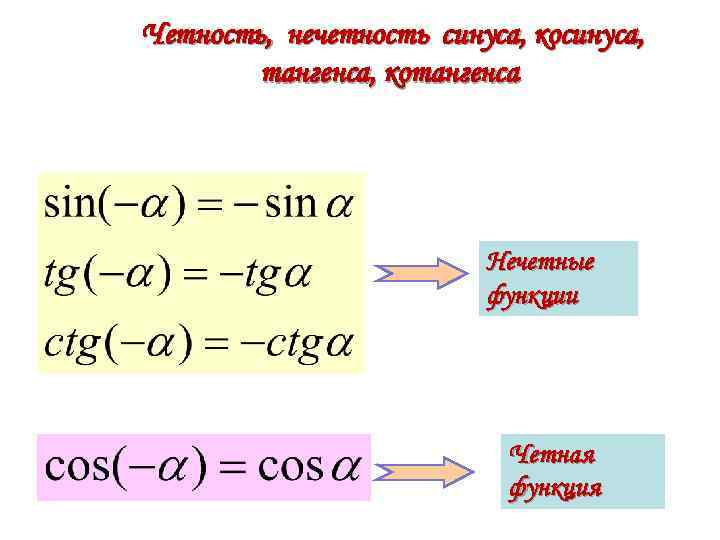 Четность, нечетность синуса, косинуса,
тангенса, котангенса
sin(−α) = − sin α
tg(−α) = −tgα
ctg(−α) = −ctgα
Нечетные
функции
cos(−α) = cos α
Четная
функция